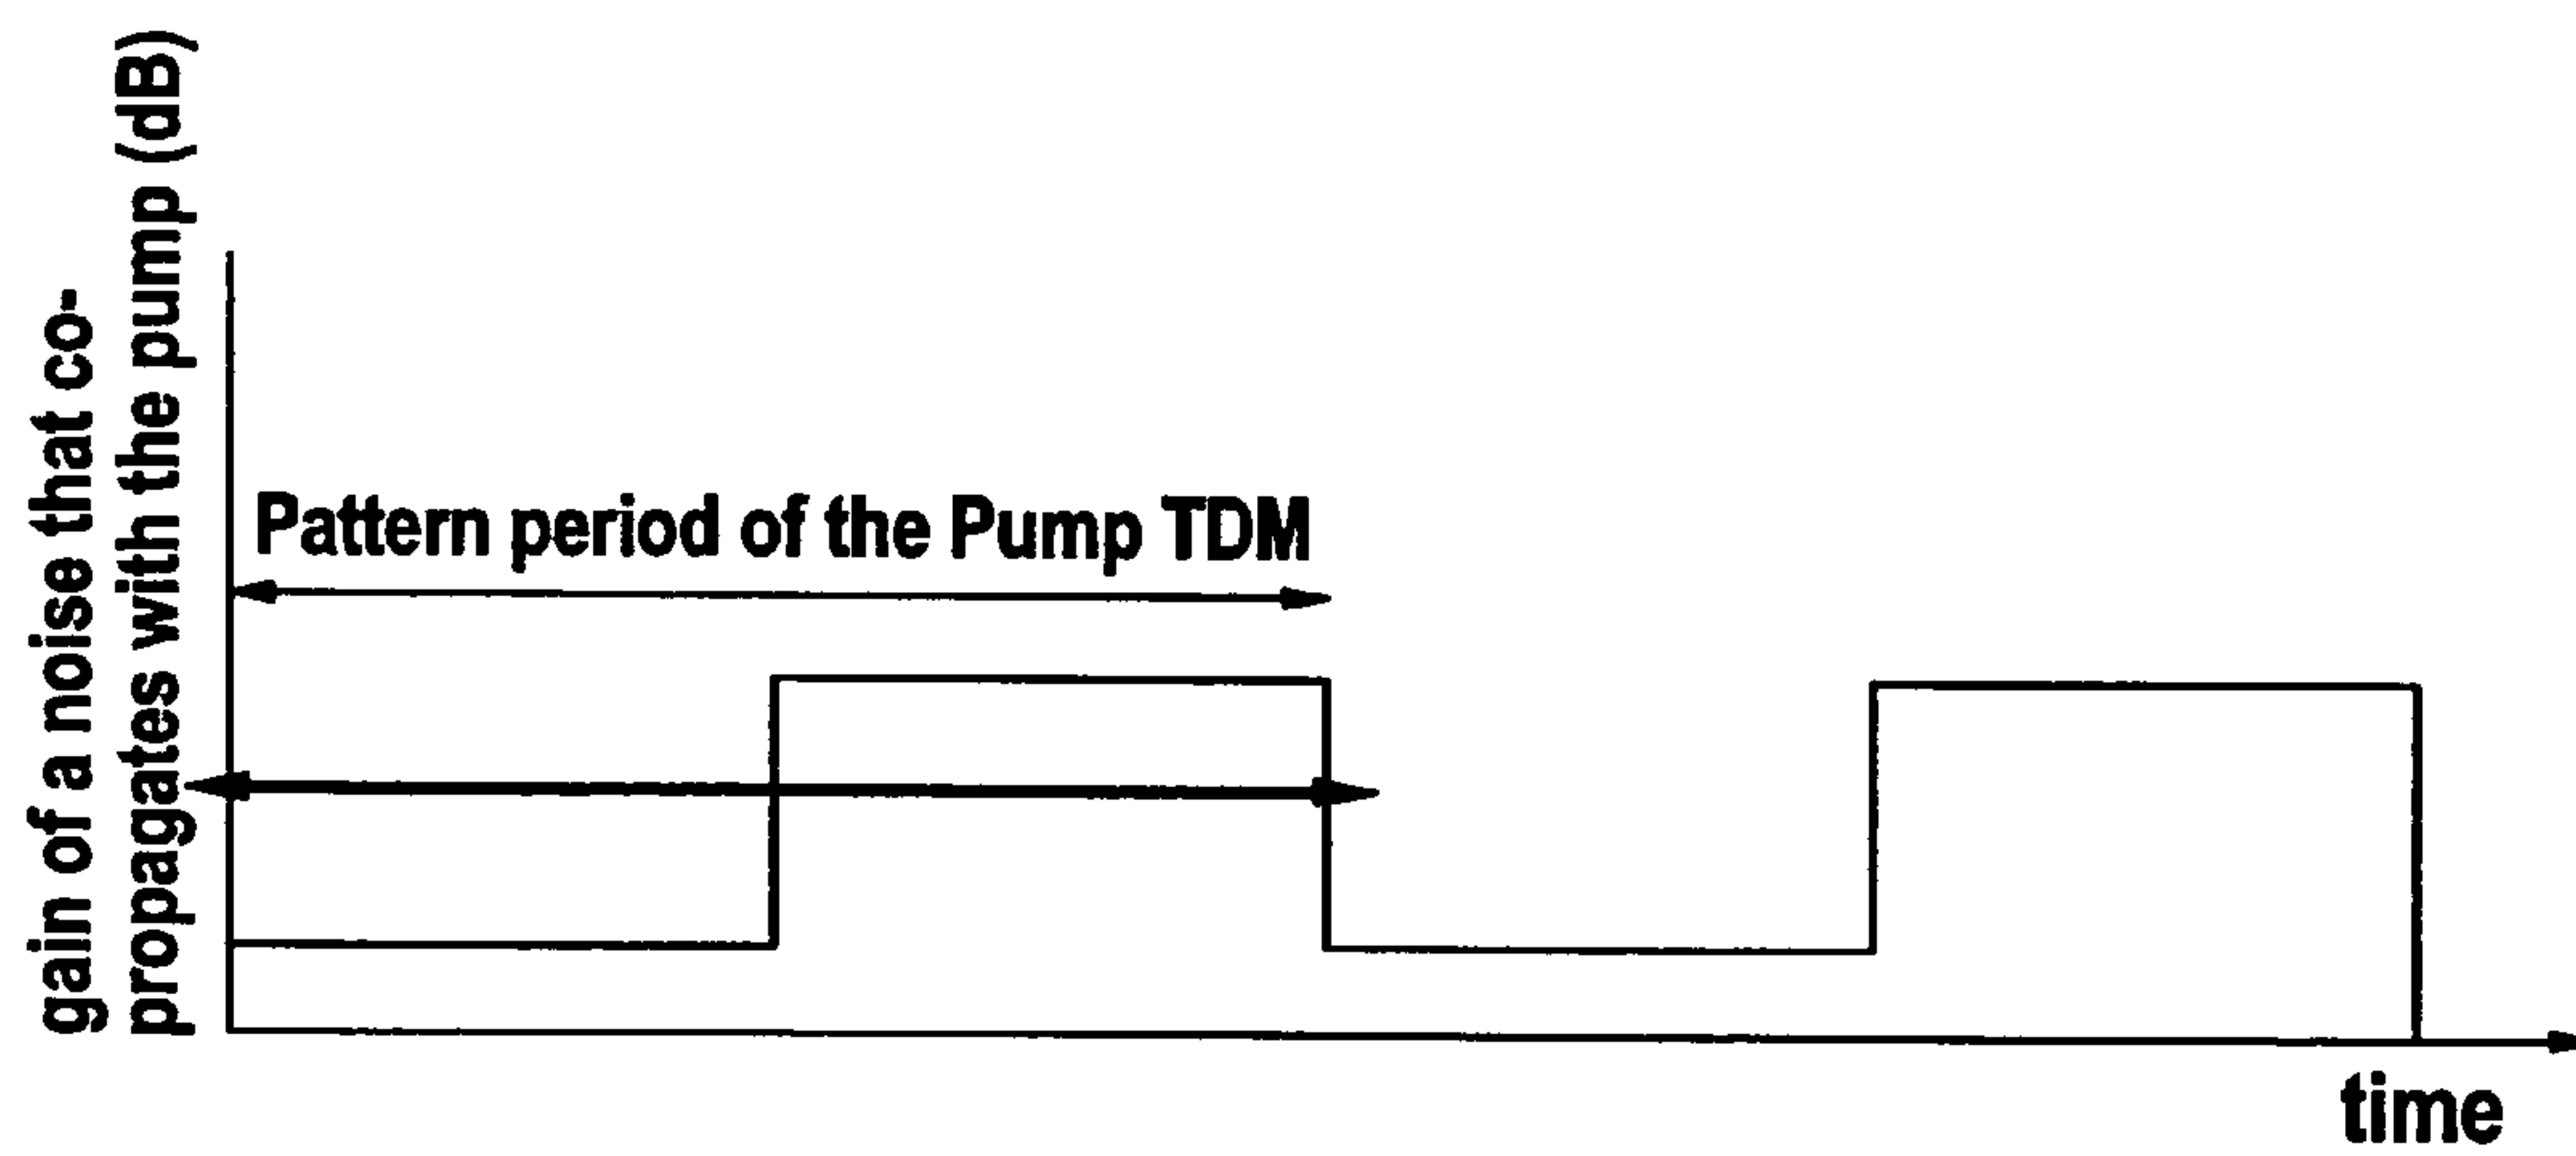 gain of a noise that co-
propagates with the pump (dB)
Pattern period of the Pump TDM
time